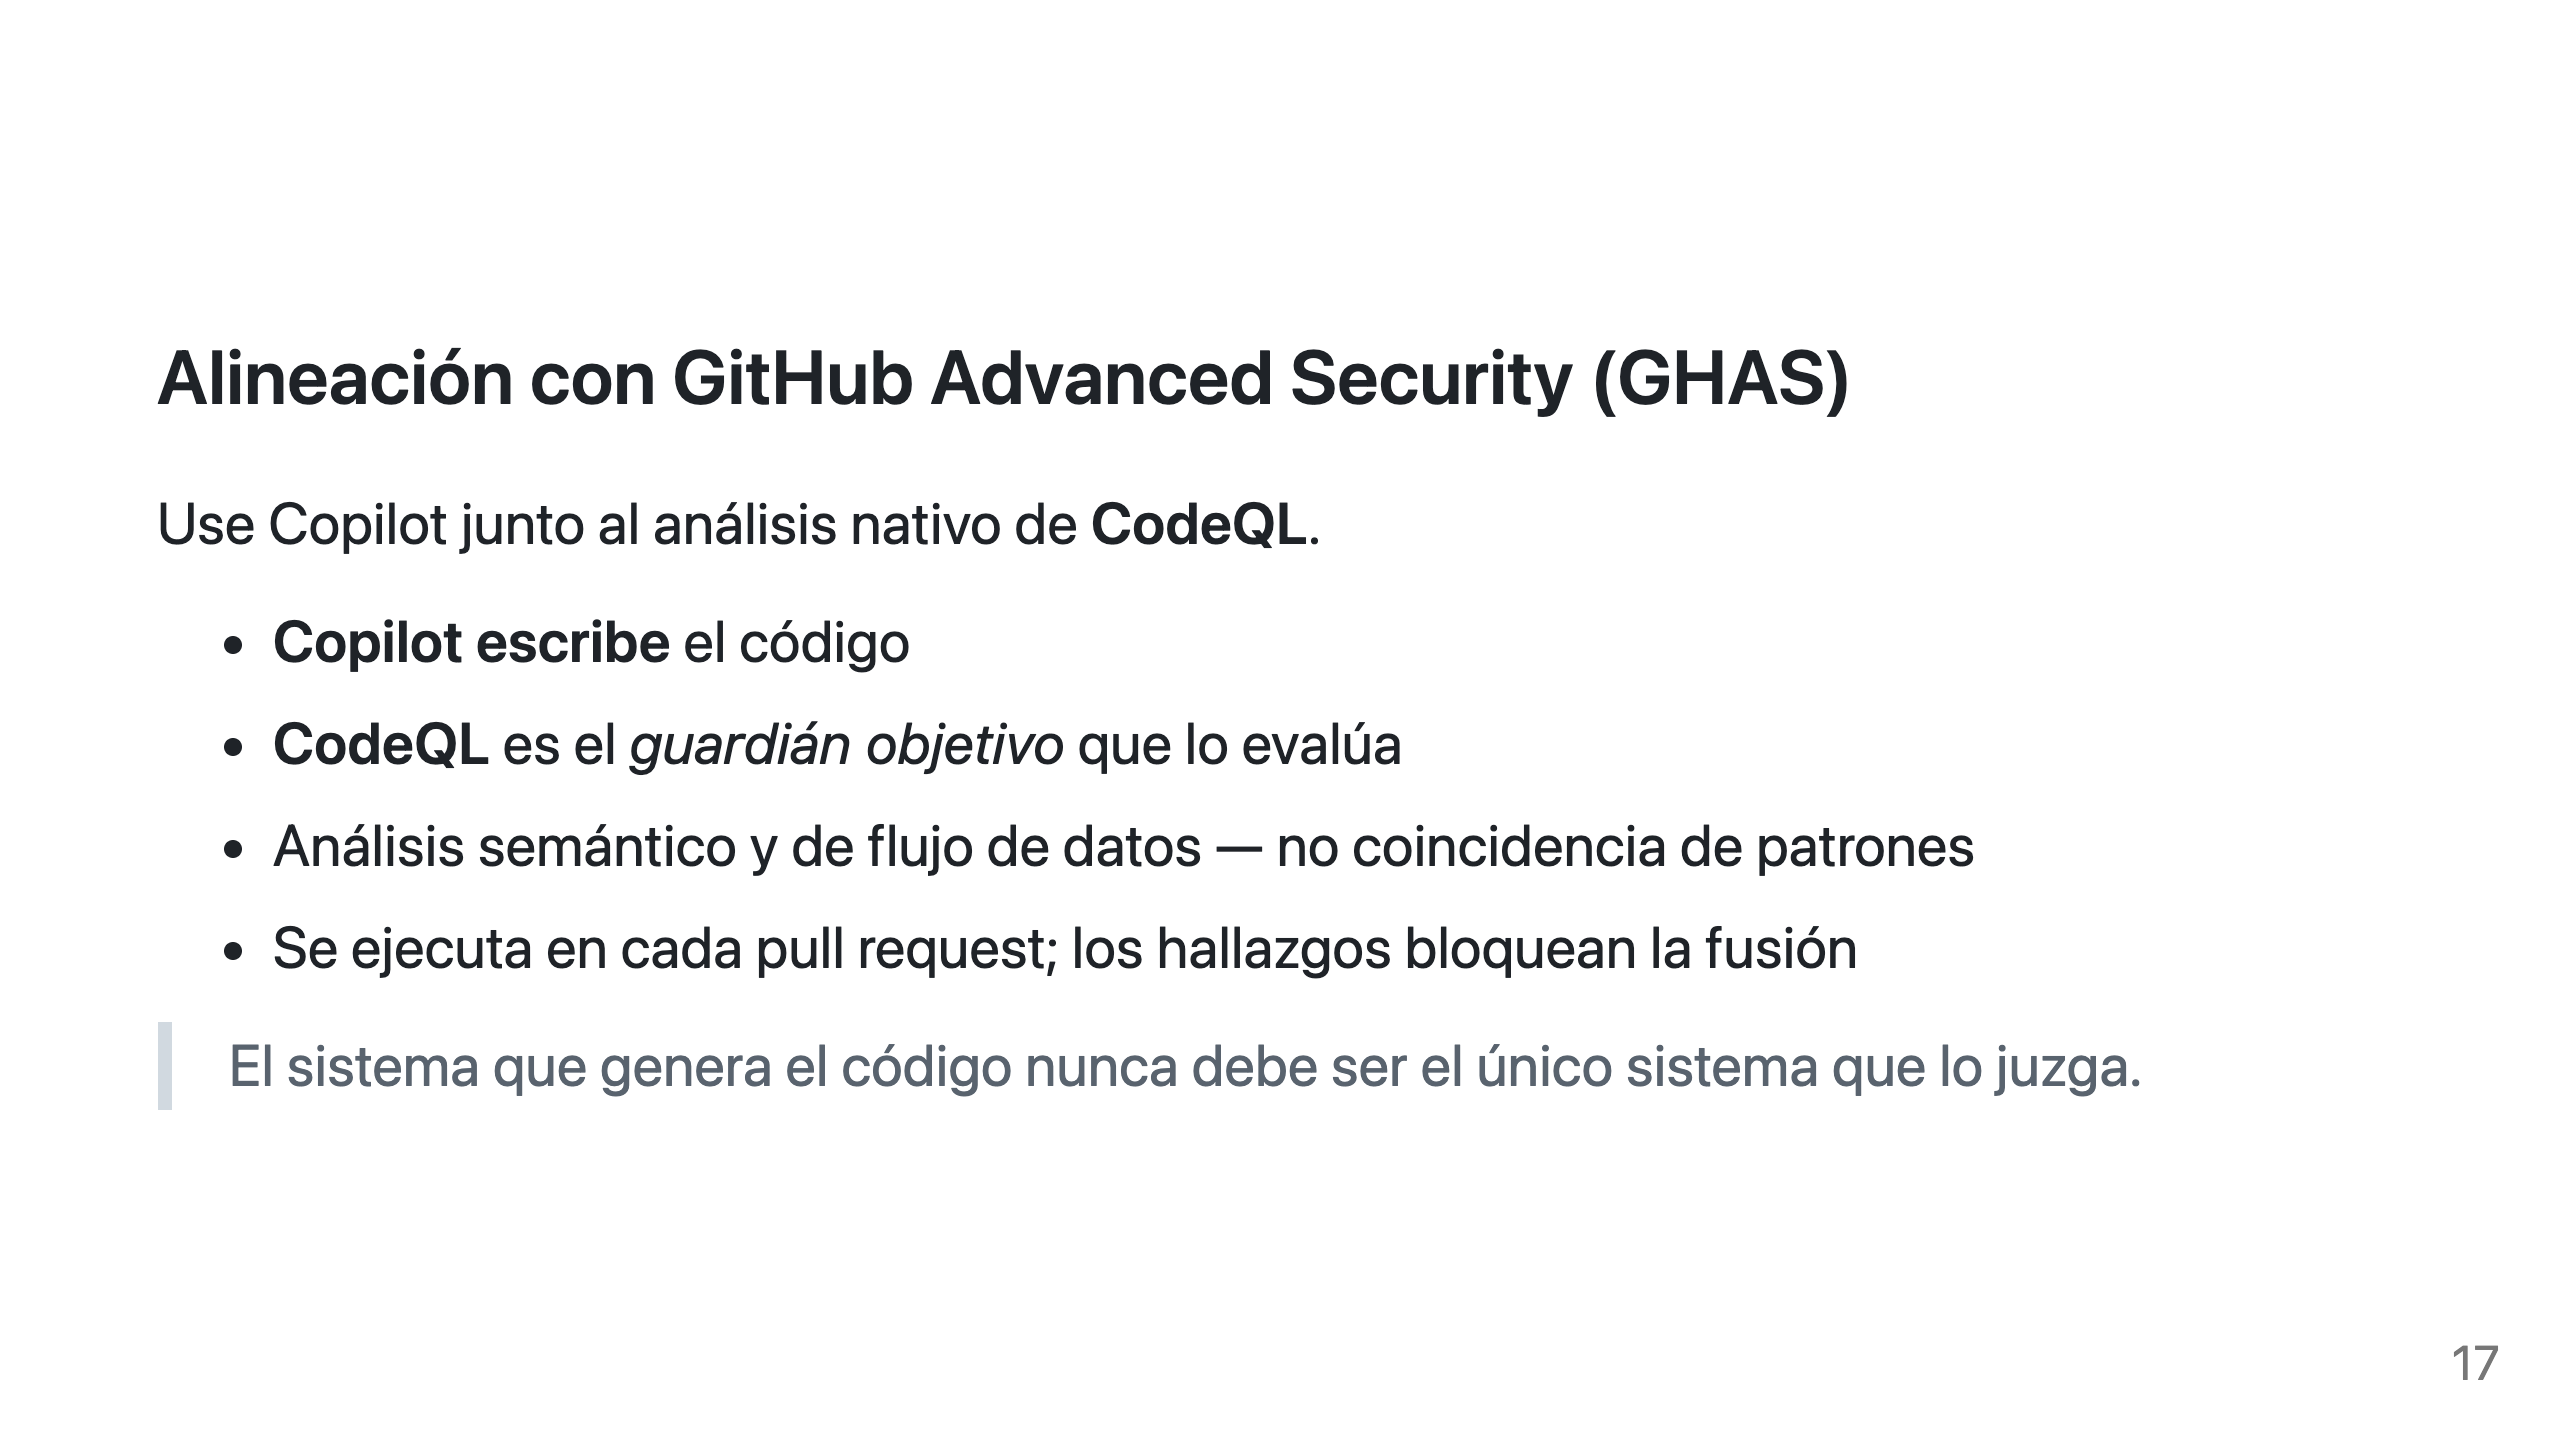 Alineación con GitHub Advanced Security (GHAS)
Use Copilot junto al análisis nativo de CodeQL.
• Copilot escribe el código
• CodeQL es el guardián objetivo que lo evalúa
• Análisis semántico y de flujo de datos — no coincidencia de patrones
• Se ejecuta en cada pull request; los hallazgos bloquean la fusión
El sistema que genera el código nunca debe ser el único sistema que lo juzga.
17